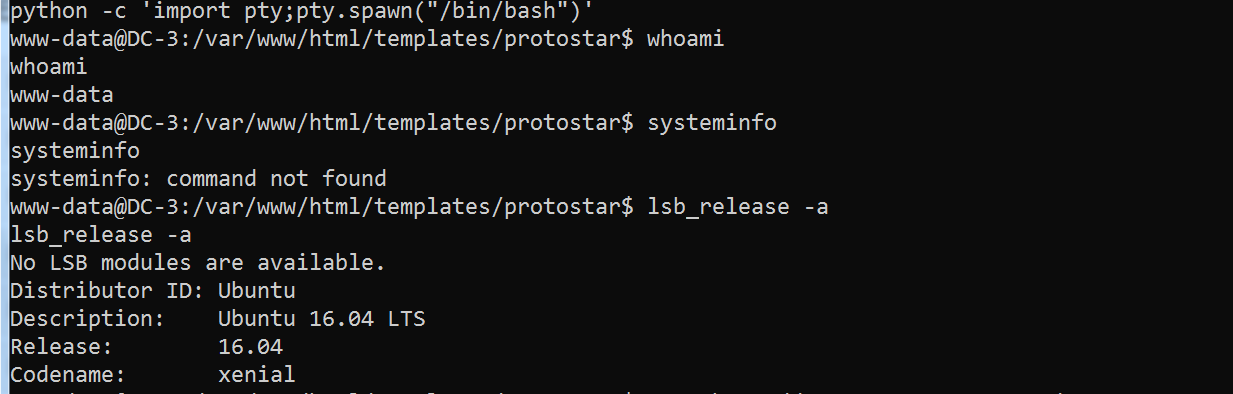 python -c 'import pty;pty.spawn("/bin/bash")'
www-data@DC-3:/var/www/html/templates/protostar$ whoami
whoami
www-data
www-data@DC-3:/var/www/html/templates/protostar$ systeminfo
systeminfo
systeminfo: command not found
www-data@DC-3:/var/www/html/templates/protostar$ lsb_release -a
lsb_release -a
No LSB modules are available.
Distributor ID: Ubuntu
Description:    Ubuntu 16.04 LTS
Release:        16.04
Codename:       xenial